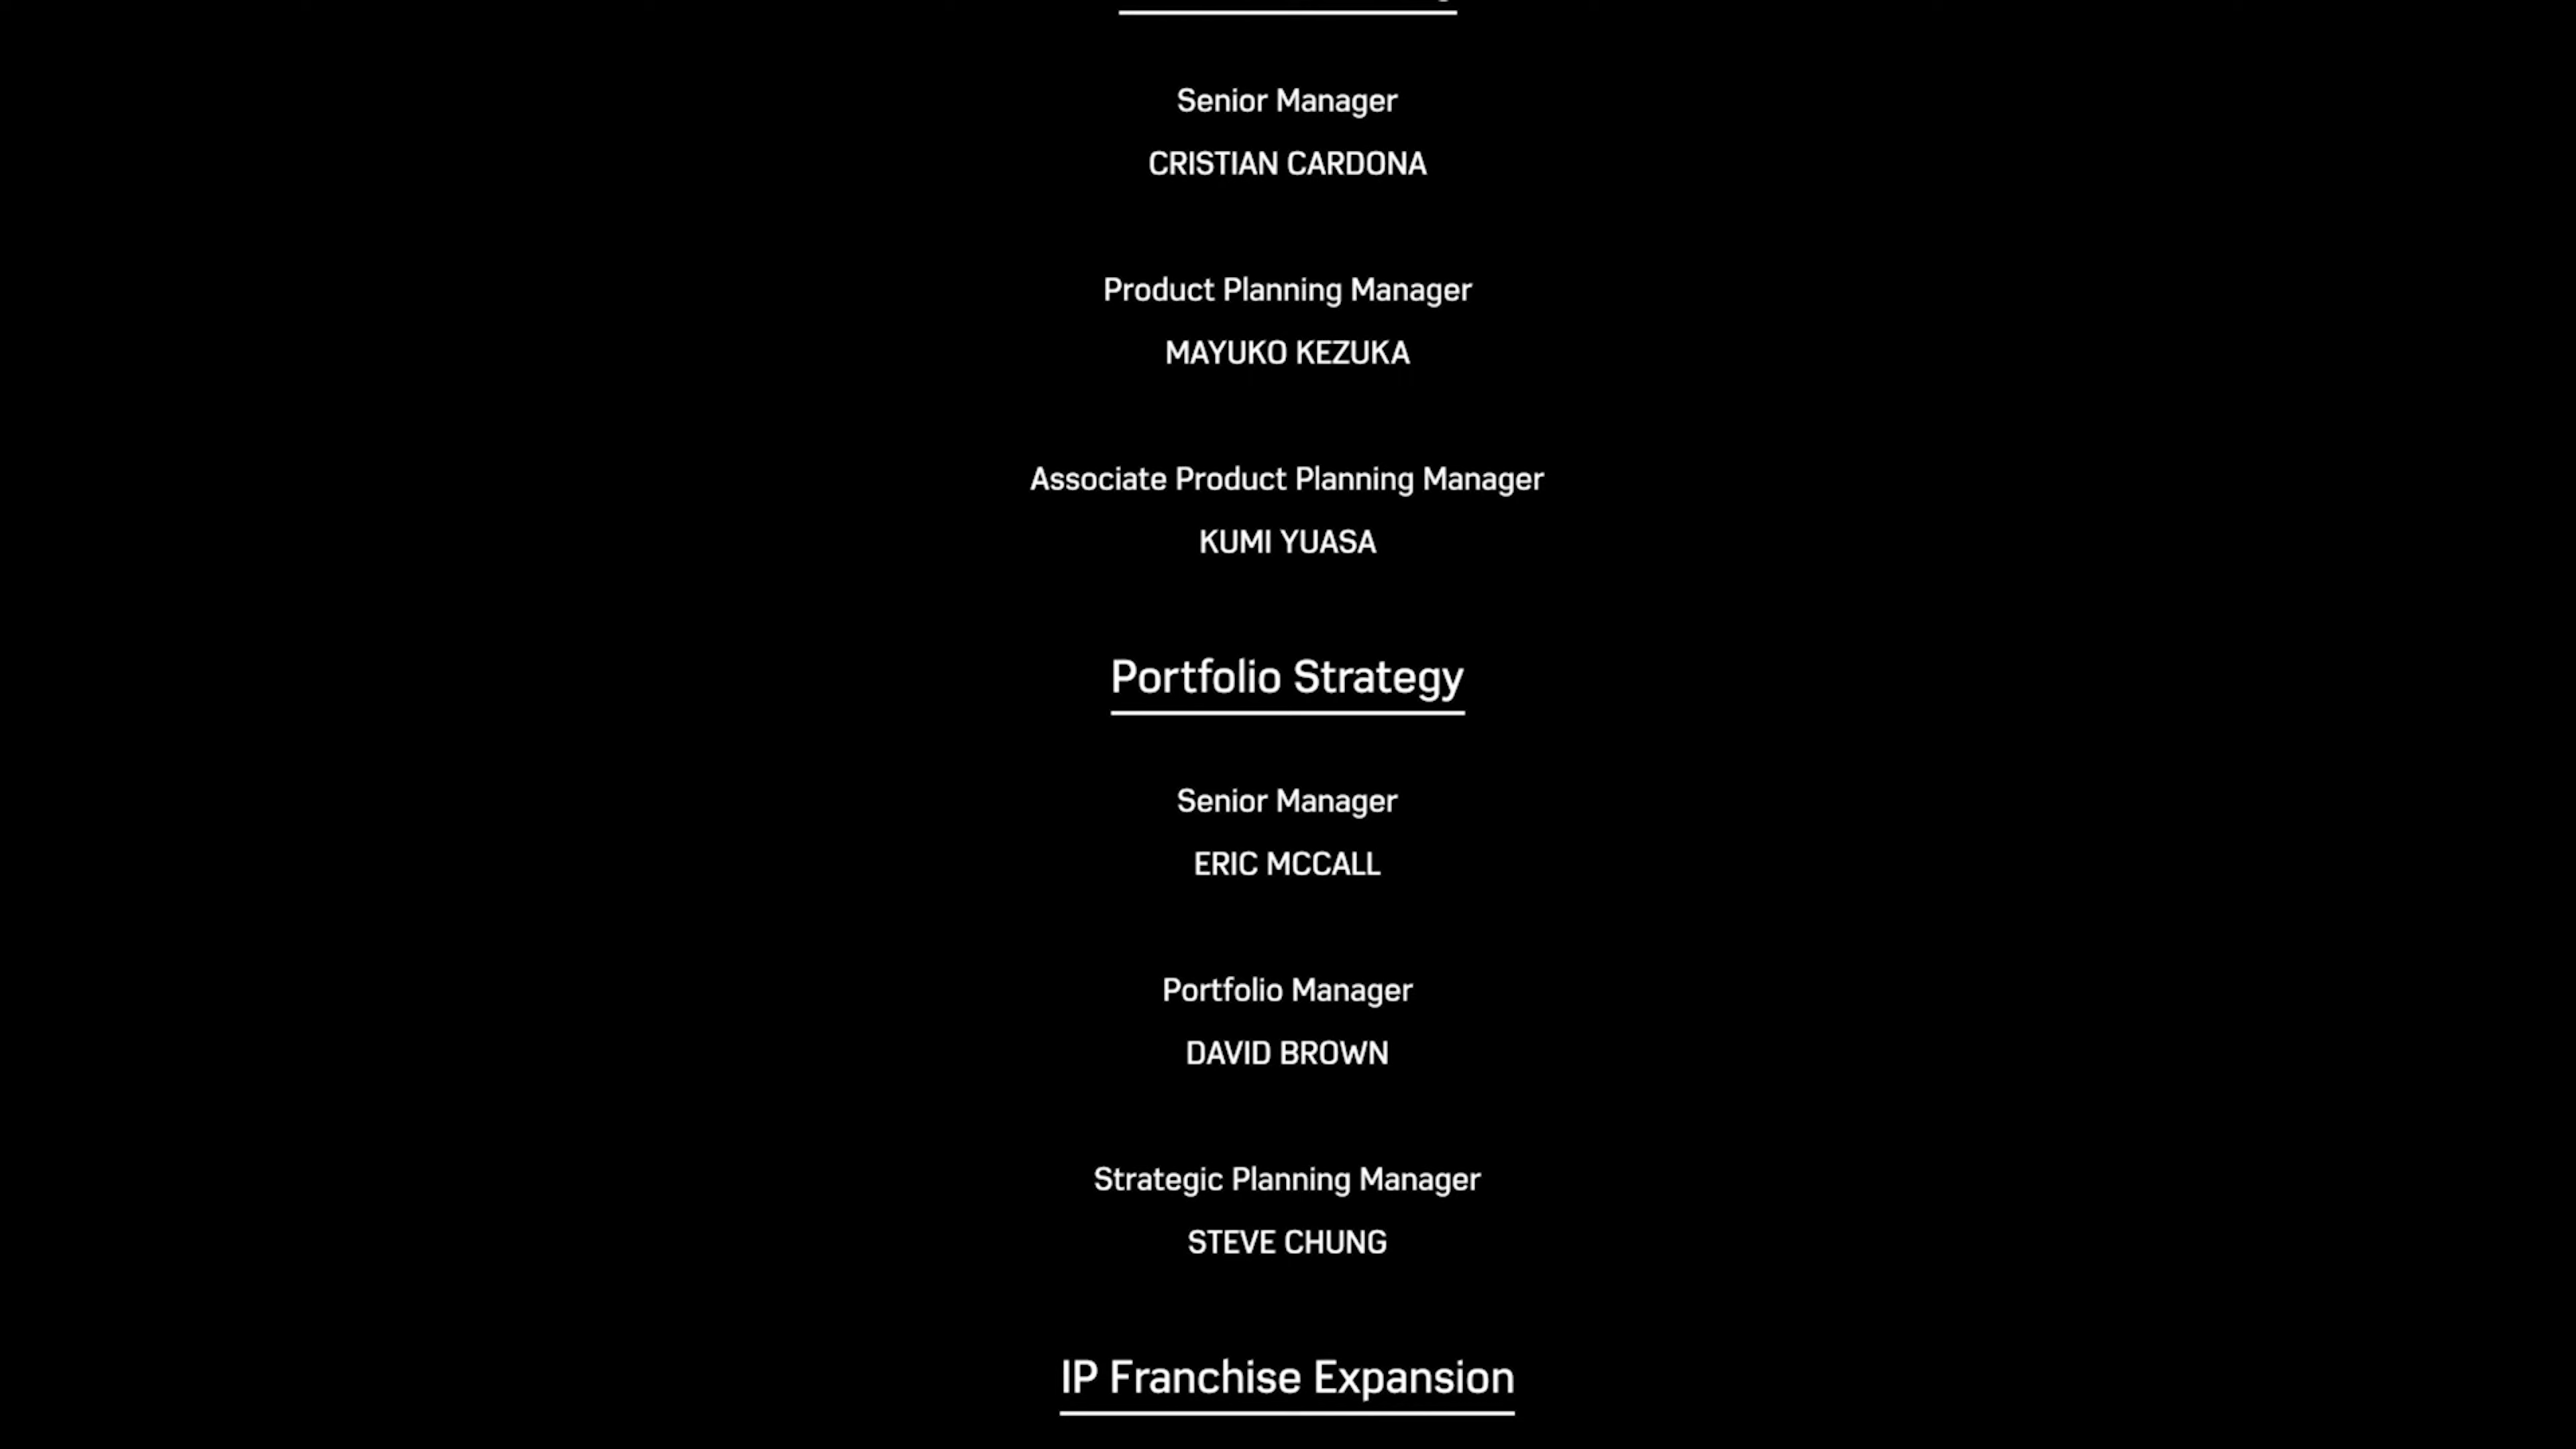 Senior Manager
CRISTIAN CARDONA
Product Planning Manager
MAYUKO KEZUKA
Associate Product Planning Manager
KUMI YUASA
Portfolio Strategy
Senior Manager
ERIC MCCALL
Portfolio Manager
DAVID BROWN
Strategic Planning Manager
STEVE CHUNG
IP Franchise Expansion